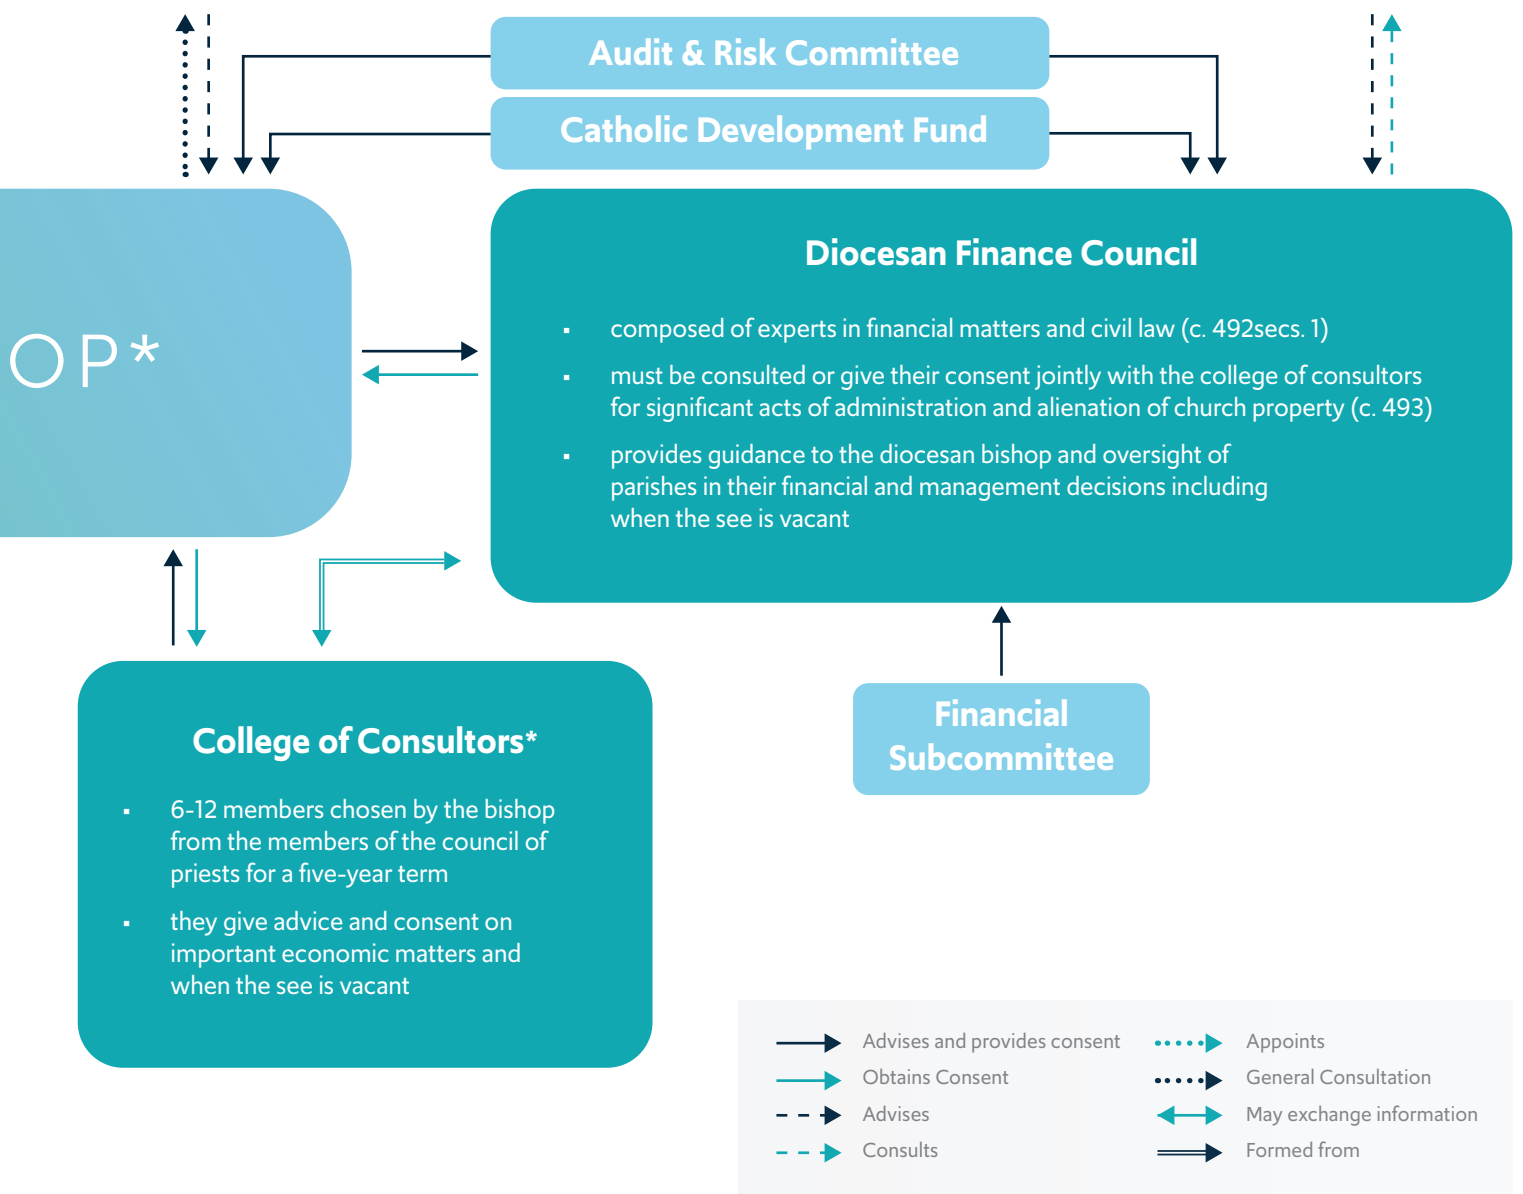 Audit & Risk Committee
Catholic Development Fund
OP*
Diocesan Finance Council
▪ composed of experts in financial matters and civil law (c. 492secs. 1)
▪ must be consulted or give their consent jointly with the college of consultors
for significant acts of administration and alienation of church property (c. 493)
▪ provides guidance to the diocesan bishop and oversight of
parishes in their financial and management decisions including
when the see is vacant
College of Consultors*
▪ 6-12 members chosen by the bishop
from the members of the council of
priests for a five-year term
▪ they give advice and consent on
important economic matters and
when the see is vacant
Financial
Subcommittee
Advises and provides consent
Obtains Consent
Advises
Consults
Appoints
General Consultation
May exchange information
Formed from